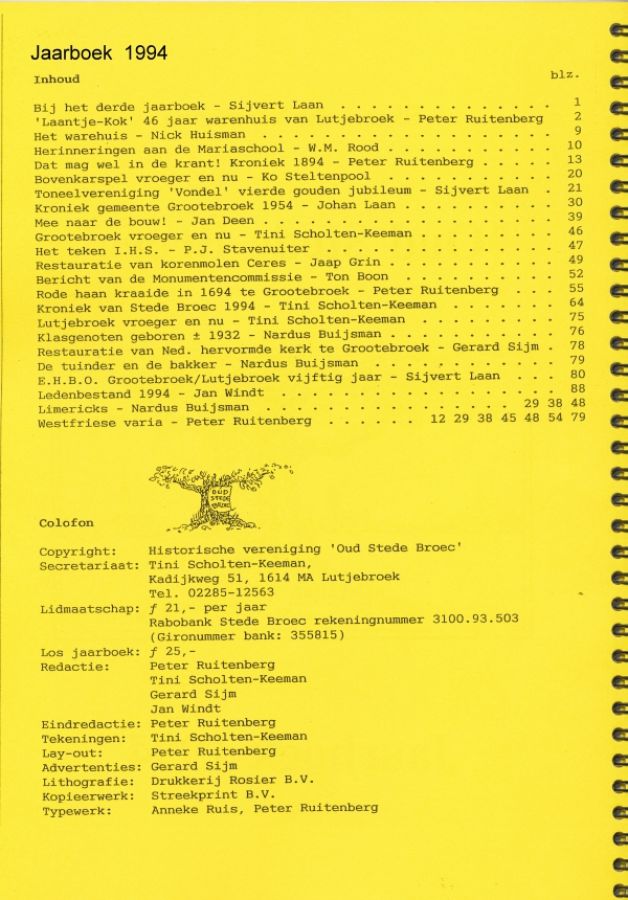 Jaarboek 1994
Inhoud blz.
Bij het derde jaarboek - Sijvert Laan . . . . . . . . . . . . . . 1
'Laantje-Kok' 46 jaar warenhuis van Lutjebroek - Peter Ruitenberg 2
Het warehuis - Nick Huisman . . . . . . . . . . . . . . . . . . . 9
Herinneringen aan de Mariaschool - W.M. Rood . . . . . . . . . . 10
Dat mag wel in de krant! Kroniek 1894 - Peter Ruitenberg . . . . . 13
Bovenkarspel vroeger en nu - Ko Steltenpool . . . . . . . . . . . 20
Toneelvereniging 'Vondel' vierde gouden jubileum - Sijvert Laan . 21
Kroniek gemeente Grootebroek 1954 - Johan Laan . . . . . . . . . . 30
Mee naar de bouw! - Jan Deen . . . . . . . . . . . . . . . . . . . 39
Grootebroek vroeger en nu - Tini Scholten-Keeman . . . . . . . . . 46
Het teken I.H.S. - P.J. Stavenuiter . . . . . . . . . . . . . . . 47
Restauratie van korenmolen Ceres - Jaap Grin . . . . . . . . . . . 49
Bericht van de Monumentencommissie - Ton Boon . . . . . . . . . . 52
Rode haan kraaide in 1694 te Grootebroek - Peter Ruitenberg . . . 55
Kroniek van Stede Broec 1994 - Tini Scholten-Keeman . . . . . . . 64
Lutjebroek vroeger en nu - Tini Scholten-Keeman . . . . . . . . . 75
Klasgenoten geboren ± 1932 - Nardus Buijsman . . . . . . . . . . . 76
Restauratie van Ned. hervormde kerk te Grootebroek - Gerard Sijm . 78
De tuinder en de bakker - Nardus Buijsman . . . . . . . . . . . . 79
E.H.B.O. Grootebroek/Lutjebroek vijftig jaar - Sijvert Laan . . . 80
Ledenbestand 1994 - Jan Windt . . . . . . . . . . . . . . . . . . 88
Limericks - Nardus Buijsman . . . . . . . . . . . . . . . 29 38 48
Westfriese varia - Peter Ruitenberg . . . . . . 12 29 38 45 48 54 79
OUD
STEDE
BROEC
Colofon
Copyright: Historische vereniging 'Oud Stede Broec'
Secretariaat: Tini Scholten-Keeman,
Kadijkweg 51, 1614 MA Lutjebroek
Tel. 02285-12563
Lidmaatschap: ƒ 21,- per jaar
Rabobank Stede Broec rekeningnummer 3100.93.503
(Gironummer bank: 355815)
Los jaarboek: ƒ 25,-
Redactie: Peter Ruitenberg
Tini Scholten-Keeman
Gerard Sijm
Jan Windt
Eindredactie: Peter Ruitenberg
Tekeningen: Tini Scholten-Keeman
Lay-out: Peter Ruitenberg
Advertenties: Gerard Sijm
Lithografie: Drukkerij Rosier B.V.
Kopieerwerk: Streekprint B.V.
Typewerk: Anneke Ruis, Peter Ruitenberg